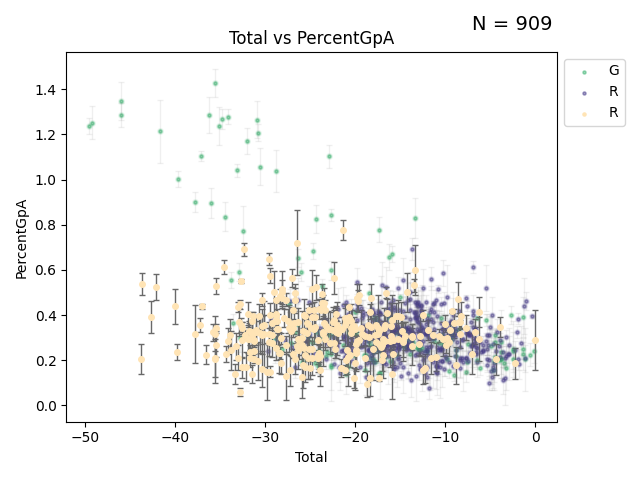 N = 909
Total vs PercentGpA
G
R
R
PercentGpA
1.4
1.2
1.0
0.8
0.6
0.4
0.2
0.0
−50 −40 −30 −20 −10 0
Total